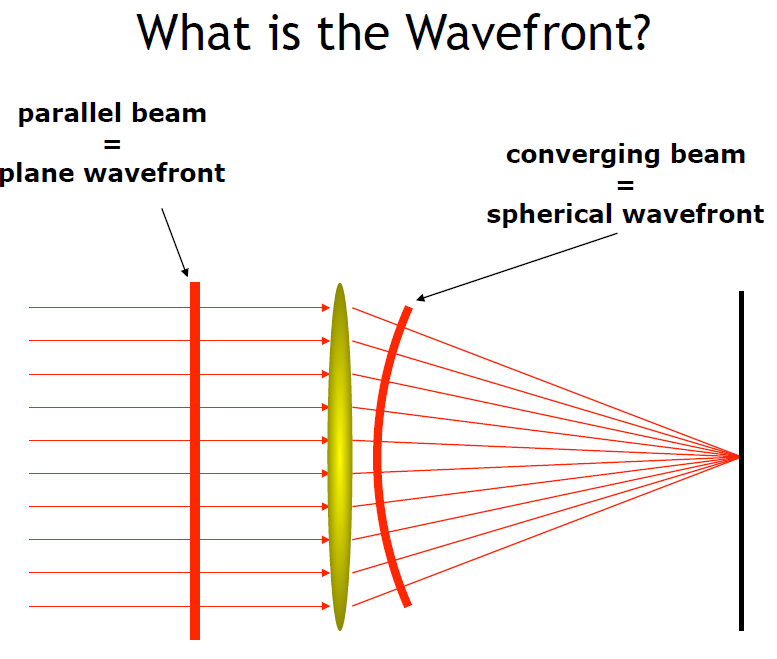 What is the Wavefront?
parallel beam
=
plane wavefront
converging beam
=
spherical wavefront